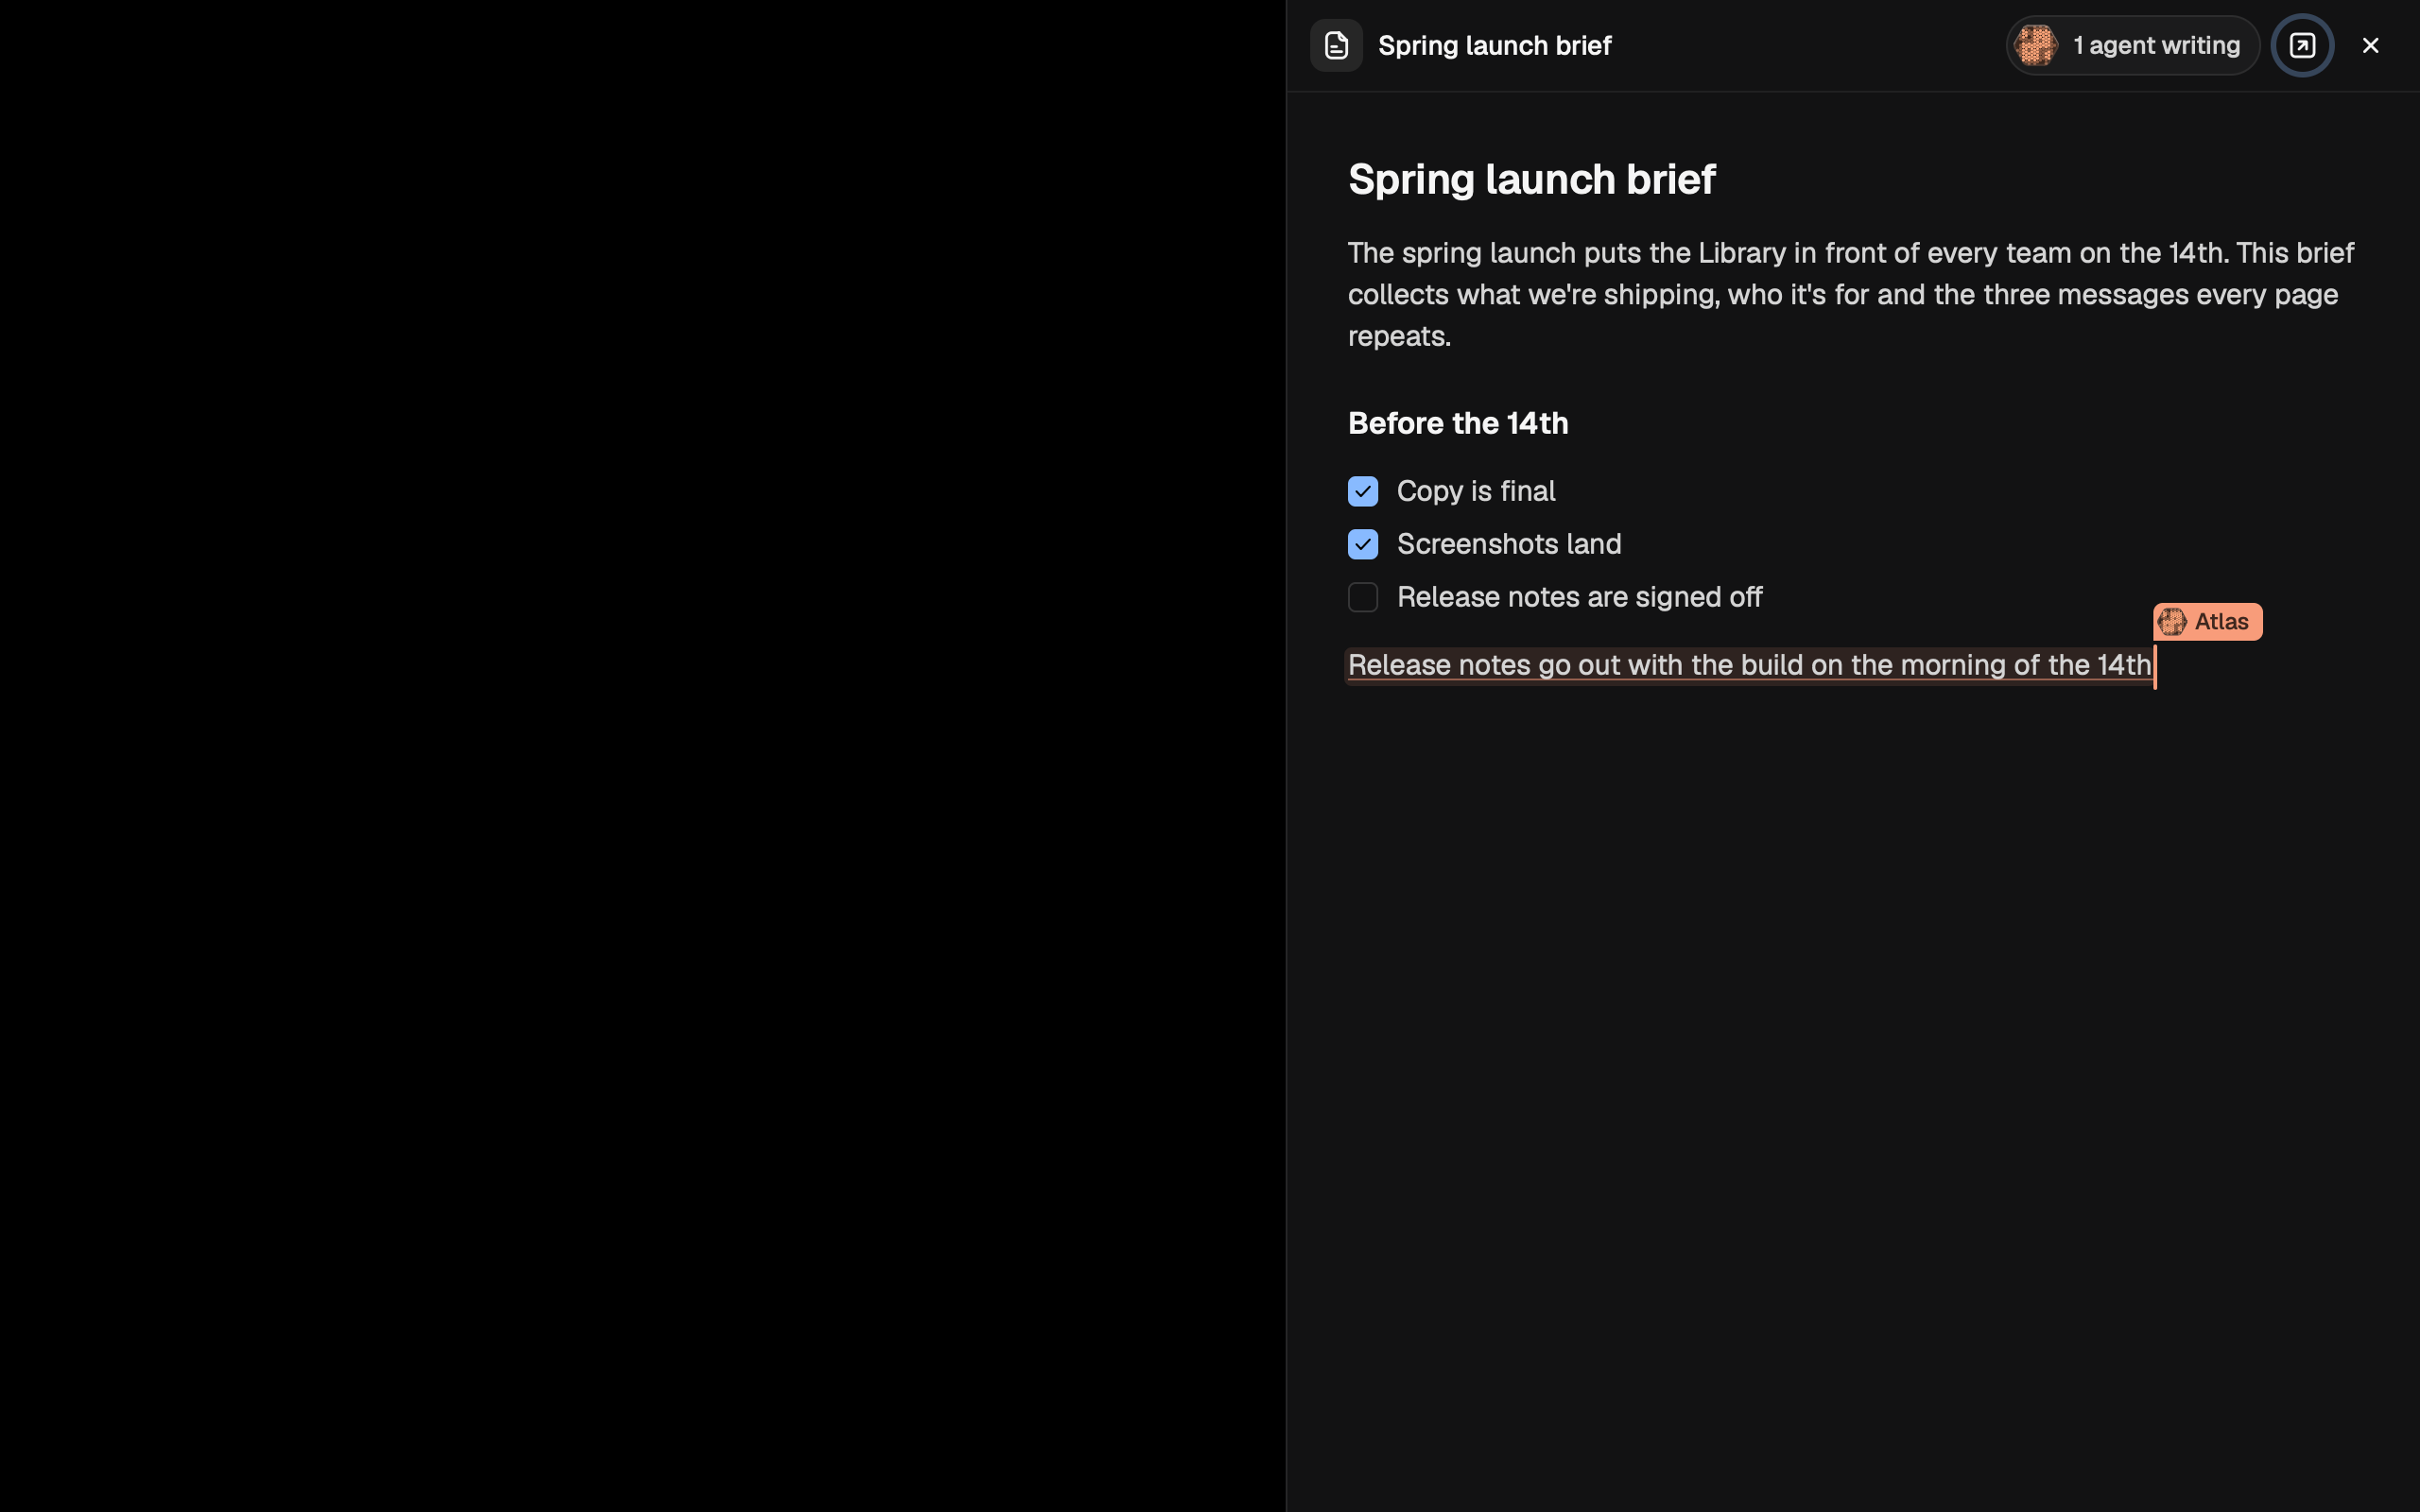 Spring launch brief
1 agent writing
Spring launch brief
The spring launch puts the Library in front of every team on the 14th. This brief
collects what we're shipping, who it's for and the three messages every page
repeats.
Before the 14th
Copy is final
Screenshots land
Release notes are signed off
Atlas
Release notes go out with the build on the morning of the 14th